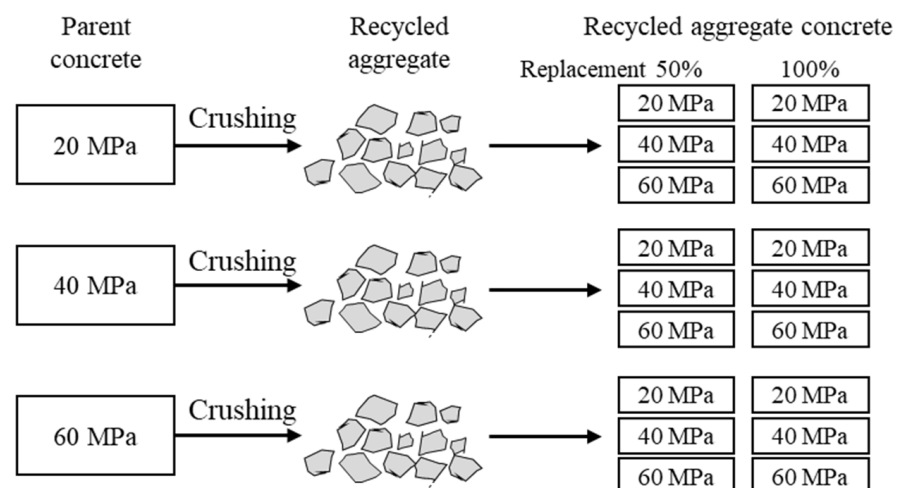 Parent
concrete
Recycled
aggregate
Recycled aggregate concrete
Replacement 50%
100%
20 MPa
Crushing
20 MPa
20 MPa
40 MPa
40 MPa
60 MPa
60 MPa
40 MPa
Crushing
20 MPa
20 MPa
40 MPa
40 MPa
60 MPa
60 MPa
60 MPa
Crushing
20 MPa
20 MPa
40 MPa
40 MPa
60 MPa
60 MPa